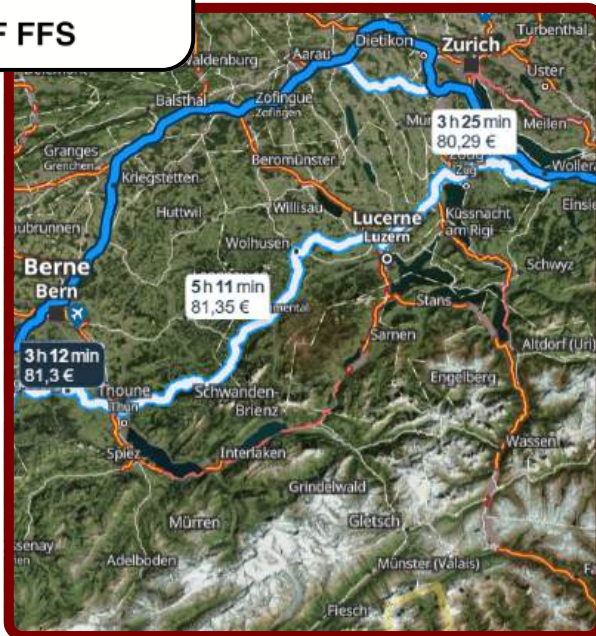 F FFS
Turbenthal
Dietikon
Zurich
Aarau
Waldenburg
Uster
Balsthal
Zofingue
Zofingen
3 h 25 min
80,29 €
Meilen
Granges
Grenchen
Beromünster
Zug
Kriegstetten
Huttwil
Willisau
Lucerne
Luzern
Küssnacht
am Rigi
Wolhusen
Schwyz
Berne
Bern
5 h 11 min
81,35 €
Stans
Sarnen
Altdorf (Uri)
3 h 12 min
81,3 €
Engelberg
Thoune
Thun
Schwanden-
Brienz
Wassen
Spiez
Interlaken
Grindelwald
Mürren
Gletsch
Adelboden
Münster (Valais)
Fiesch